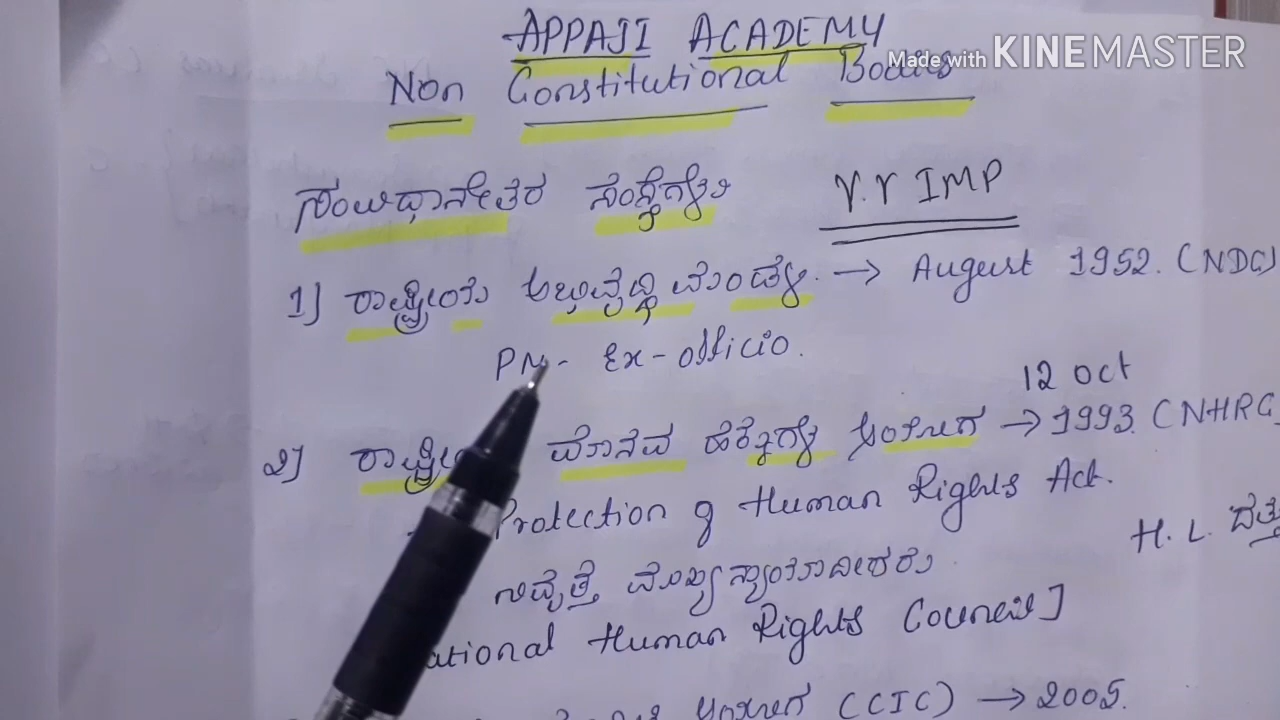 APPAJI ACADEMY
Made with KINEMASTER
Non Constitutional Bodies
ಸಂವಿಧಾನೇತರ ಸಂಸ್ಥೆಗಳು V.V IMP
1) ರಾಷ್ಟ್ರೀಯ ಅಭಿವೃದ್ಧಿ ಮಂಡಳಿ. → August 1952. (NDC)
PM - Ex-officio.
12 Oct
2) ರಾಷ್ಟ್ರೀಯ ಮಾನವ ಹಕ್ಕುಗಳ ಆಯೋಗ → 1993. (NHRC
Protection of Human Rights Act.
H. L. ದತ್ತು
ನಿವೃತ್ತ ಮುಖ್ಯ ನ್ಯಾಯಾಧೀಶರು
ational Human Rights Council]
ಆಯೋಗ (CIC) → 2005.